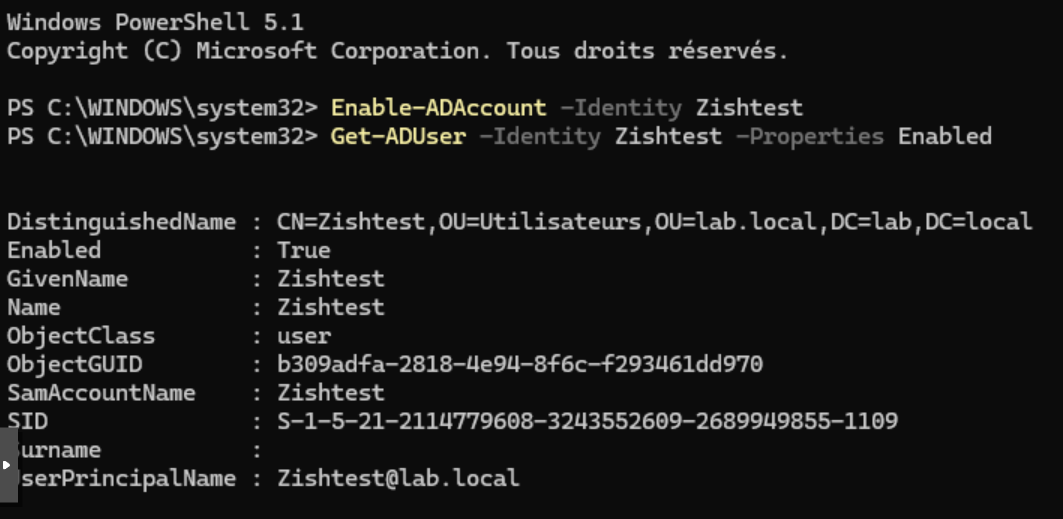 Windows PowerShell 5.1
Copyright (C) Microsoft Corporation. Tous droits réservés.
PS C:\WINDOWS\system32> Enable-ADAccount -Identity Zishtest
PS C:\WINDOWS\system32> Get-ADUser -Identity Zishtest -Properties Enabled
DistinguishedName : CN=Zishtest,OU=Utilisateurs,OU=lab.local,DC=lab,DC=local
Enabled : True
GivenName : Zishtest
Name : Zishtest
ObjectClass : user
ObjectGUID : b309adfa-2818-4e94-8f6c-f293461dd970
SamAccountName : Zishtest
SID : S-1-5-21-2114779608-3243552609-2689949855-1109
Surname :
UserPrincipalName : Zishtest@lab.local